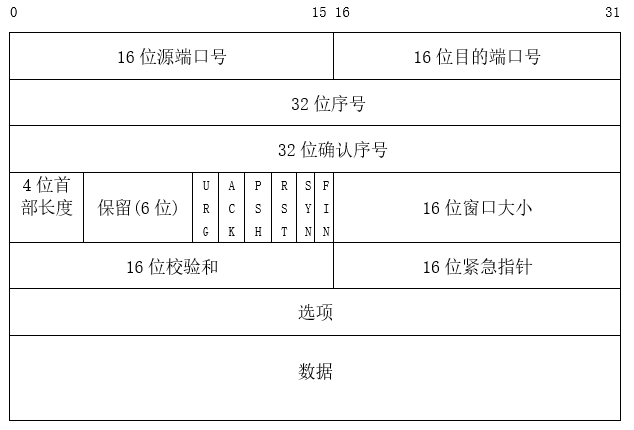 0 15 16 31
16位源端口号 16位目的端口号
32位序号
32位确认序号
4位首
部长度
保留(6位)
URG
ACK
PSH
RST
SYN
FIN
16位窗口大小
16位校验和 16位紧急指针
选项
数据